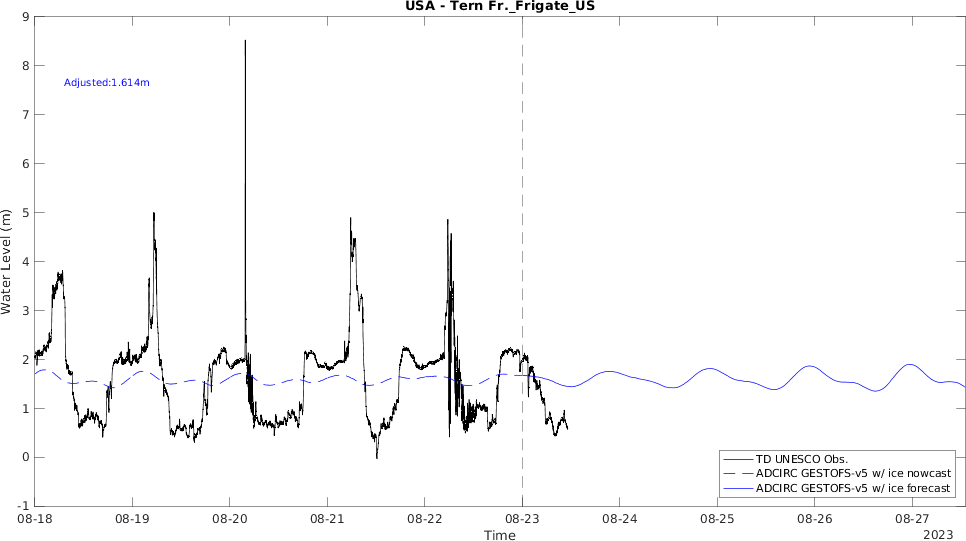 USA - Tern Fr._Frigate_US
9
8
Adjusted:1.614m
7
6
5
4
3
2
1
0
-1
Water Level (m)
TD UNESCO Obs.
ADCIRC GESTOFS-v5 w/ ice nowcast
ADCIRC GESTOFS-v5 w/ ice forecast
08-18 08-19 08-20 08-21 08-22 08-23 08-24 08-25 08-26 08-27
Time
2023